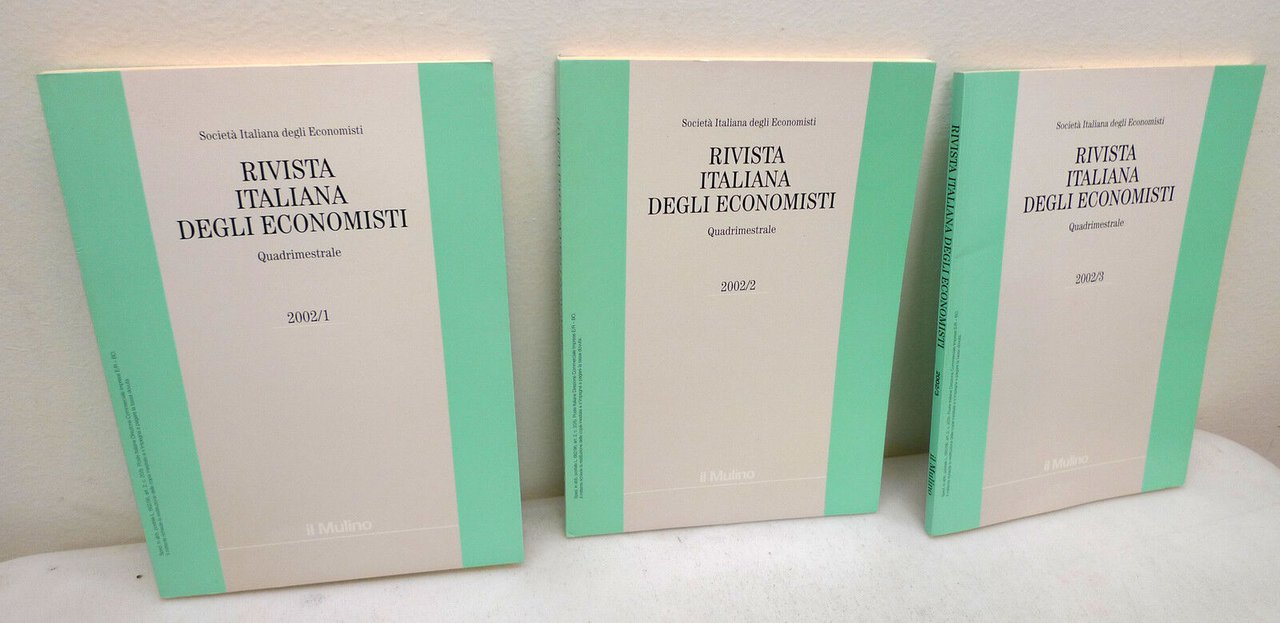 Società Italiana degli Economisti
RIVISTA
ITALIANA
DEGLI ECONOMISTI
Quadrimestrale
2002/1
il Mulino
Società Italiana degli Economisti
RIVISTA
ITALIANA
DEGLI ECONOMISTI
Quadrimestrale
2002/2
il Mulino
RIVISTA ITALIANA DEGLI ECONOMISTI 2002/3 il Mulino
Società Italiana degli Economisti
RIVISTA
ITALIANA
DEGLI ECONOMISTI
Quadrimestrale
2002/3
il Mulino